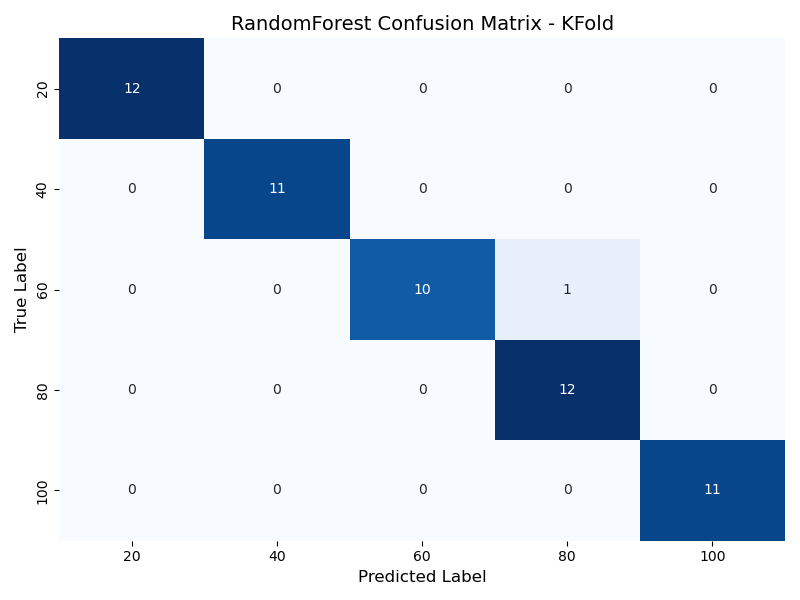 RandomForest Confusion Matrix - KFold
20 12 0 0 0 0
40 0 11 0 0 0
60 0 0 10 1 0
80 0 0 0 12 0
100 0 0 0 0 11
True Label
20 40 60 80 100
Predicted Label